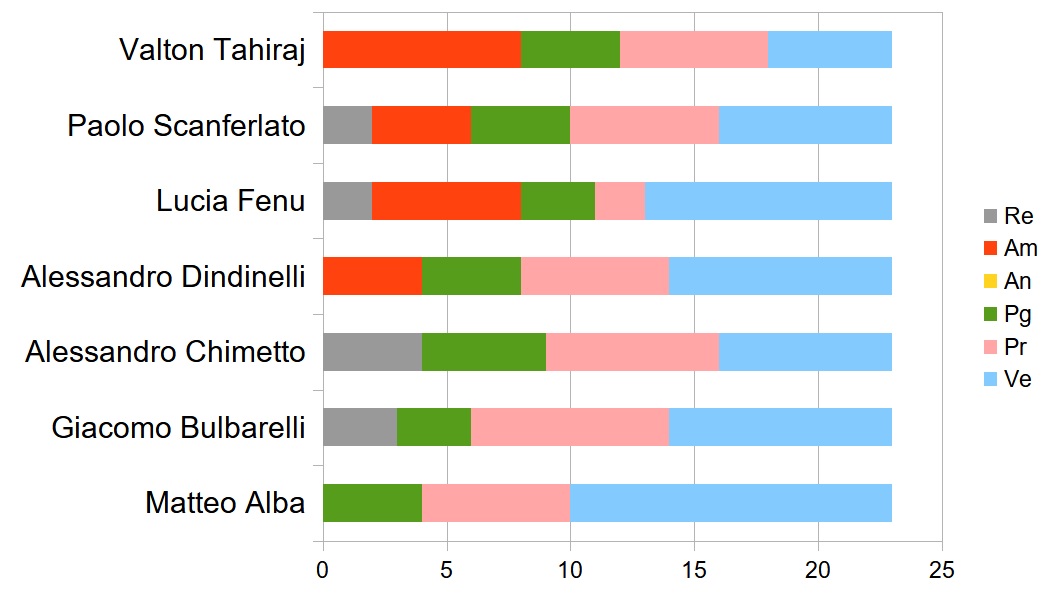 Valton Tahiraj
Paolo Scanferlato
Lucia Fenu
Alessandro Dindinelli
Alessandro Chimetto
Giacomo Bulbarelli
Matteo Alba
0 5 10 15 20 25
Re
Am
An
Pg
Pr
Ve